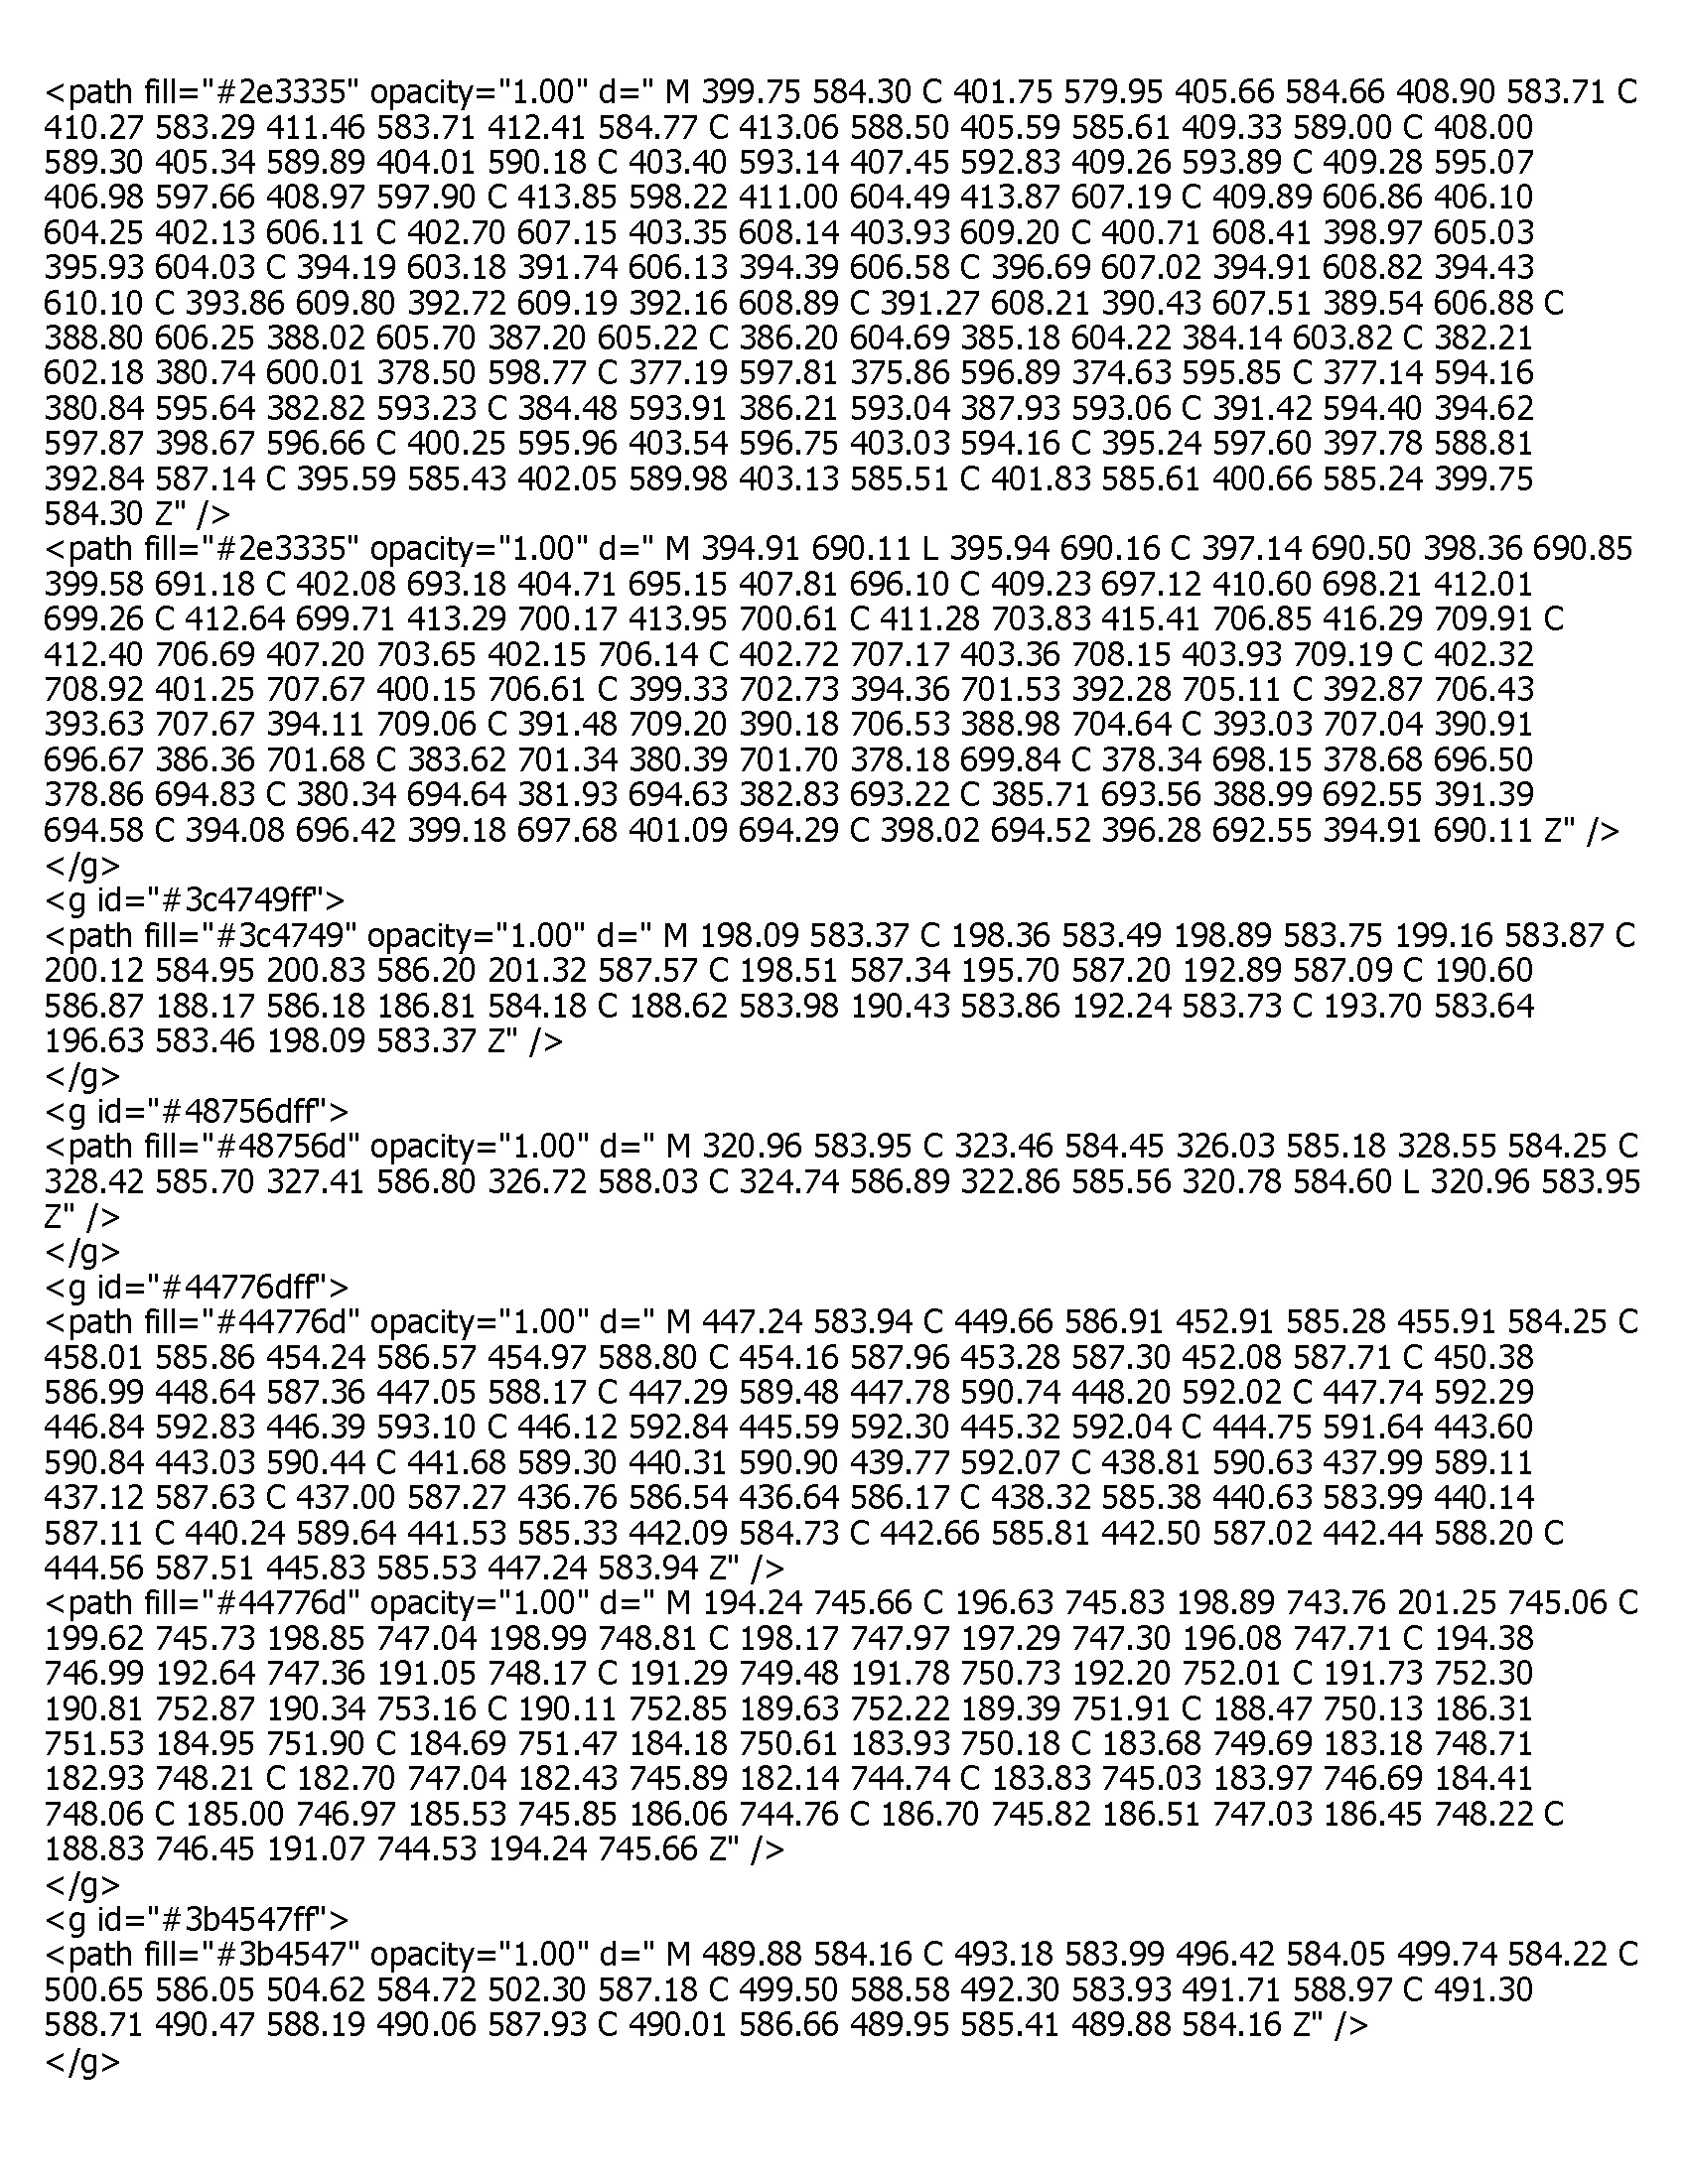 <path fill="#2e3335" opacity="1.00" d=" M 399.75 584.30 C 401.75 579.95 405.66 584.66 408.90 583.71 C
410.27 583.29 411.46 583.71 412.41 584.77 C 413.06 588.50 405.59 585.61 409.33 589.00 C 408.00
589.30 405.34 589.89 404.01 590.18 C 403.40 593.14 407.45 592.83 409.26 593.89 C 409.28 595.07
406.98 597.66 408.97 597.90 C 413.85 598.22 411.00 604.49 413.87 607.19 C 409.89 606.86 406.10
604.25 402.13 606.11 C 402.70 607.15 403.35 608.14 403.93 609.20 C 400.71 608.41 398.97 605.03
395.93 604.03 C 394.19 603.18 391.74 606.13 394.39 606.58 C 396.69 607.02 394.91 608.82 394.43
610.10 C 393.86 609.80 392.72 609.19 392.16 608.89 C 391.27 608.21 390.43 607.51 389.54 606.88 C
388.80 606.25 388.02 605.70 387.20 605.22 C 386.20 604.69 385.18 604.22 384.14 603.82 C 382.21
602.18 380.74 600.01 378.50 598.77 C 377.19 597.81 375.86 596.89 374.63 595.85 C 377.14 594.16
380.84 595.64 382.82 593.23 C 384.48 593.91 386.21 593.04 387.93 593.06 C 391.42 594.40 394.62
597.87 398.67 596.66 C 400.25 595.96 403.54 596.75 403.03 594.16 C 395.24 597.60 397.78 588.81
392.84 587.14 C 395.59 585.43 402.05 589.98 403.13 585.51 C 401.83 585.61 400.66 585.24 399.75
584.30 Z" />
<path fill="#2e3335" opacity="1.00" d=" M 394.91 690.11 L 395.94 690.16 C 397.14 690.50 398.36 690.85
399.58 691.18 C 402.08 693.18 404.71 695.15 407.81 696.10 C 409.23 697.12 410.60 698.21 412.01
699.26 C 412.64 699.71 413.29 700.17 413.95 700.61 C 411.28 703.83 415.41 706.85 416.29 709.91 C
412.40 706.69 407.20 703.65 402.15 706.14 C 402.72 707.17 403.36 708.15 403.93 709.19 C 402.32
708.92 401.25 707.67 400.15 706.61 C 399.33 702.73 394.36 701.53 392.28 705.11 C 392.87 706.43
393.63 707.67 394.11 709.06 C 391.48 709.20 390.18 706.53 388.98 704.64 C 393.03 707.04 390.91
696.67 386.36 701.68 C 383.62 701.34 380.39 701.70 378.18 699.84 C 378.34 698.15 378.68 696.50
378.86 694.83 C 380.34 694.64 381.93 694.63 382.83 693.22 C 385.71 693.56 388.99 692.55 391.39
694.58 C 394.08 696.42 399.18 697.68 401.09 694.29 C 398.02 694.52 396.28 692.55 394.91 690.11 Z" />
</g>
<g id="#3c4749ff">
<path fill="#3c4749" opacity="1.00" d=" M 198.09 583.37 C 198.36 583.49 198.89 583.75 199.16 583.87 C
200.12 584.95 200.83 586.20 201.32 587.57 C 198.51 587.34 195.70 587.20 192.89 587.09 C 190.60
586.87 188.17 586.18 186.81 584.18 C 188.62 583.98 190.43 583.86 192.24 583.73 C 193.70 583.64
196.63 583.46 198.09 583.37 Z" />
</g>
<g id="#48756dff">
<path fill="#48756d" opacity="1.00" d=" M 320.96 583.95 C 323.46 584.45 326.03 585.18 328.55 584.25 C
328.42 585.70 327.41 586.80 326.72 588.03 C 324.74 586.89 322.86 585.56 320.78 584.60 L 320.96 583.95
Z" />
</g>
<g id="#44776dff">
<path fill="#44776d" opacity="1.00" d=" M 447.24 583.94 C 449.66 586.91 452.91 585.28 455.91 584.25 C
458.01 585.86 454.24 586.57 454.97 588.80 C 454.16 587.96 453.28 587.30 452.08 587.71 C 450.38
586.99 448.64 587.36 447.05 588.17 C 447.29 589.48 447.78 590.74 448.20 592.02 C 447.74 592.29
446.84 592.83 446.39 593.10 C 446.12 592.84 445.59 592.30 445.32 592.04 C 444.75 591.64 443.60
590.84 443.03 590.44 C 441.68 589.30 440.31 590.90 439.77 592.07 C 438.81 590.63 437.99 589.11
437.12 587.63 C 437.00 587.27 436.76 586.54 436.64 586.17 C 438.32 585.38 440.63 583.99 440.14
587.11 C 440.24 589.64 441.53 585.33 442.09 584.73 C 442.66 585.81 442.50 587.02 442.44 588.20 C
444.56 587.51 445.83 585.53 447.24 583.94 Z" />
<path fill="#44776d" opacity="1.00" d=" M 194.24 745.66 C 196.63 745.83 198.89 743.76 201.25 745.06 C
199.62 745.73 198.85 747.04 198.99 748.81 C 198.17 747.97 197.29 747.30 196.08 747.71 C 194.38
746.99 192.64 747.36 191.05 748.17 C 191.29 749.48 191.78 750.73 192.20 752.01 C 191.73 752.30
190.81 752.87 190.34 753.16 C 190.11 752.85 189.63 752.22 189.39 751.91 C 188.47 750.13 186.31
751.53 184.95 751.90 C 184.69 751.47 184.18 750.61 183.93 750.18 C 183.68 749.69 183.18 748.71
182.93 748.21 C 182.70 747.04 182.43 745.89 182.14 744.74 C 183.83 745.03 183.97 746.69 184.41
748.06 C 185.00 746.97 185.53 745.85 186.06 744.76 C 186.70 745.82 186.51 747.03 186.45 748.22 C
188.83 746.45 191.07 744.53 194.24 745.66 Z" />
</g>
<g id="#3b4547ff">
<path fill="#3b4547" opacity="1.00" d=" M 489.88 584.16 C 493.18 583.99 496.42 584.05 499.74 584.22 C
500.65 586.05 504.62 584.72 502.30 587.18 C 499.50 588.58 492.30 583.93 491.71 588.97 C 491.30
588.71 490.47 588.19 490.06 587.93 C 490.01 586.66 489.95 585.41 489.88 584.16 Z" />
</g>